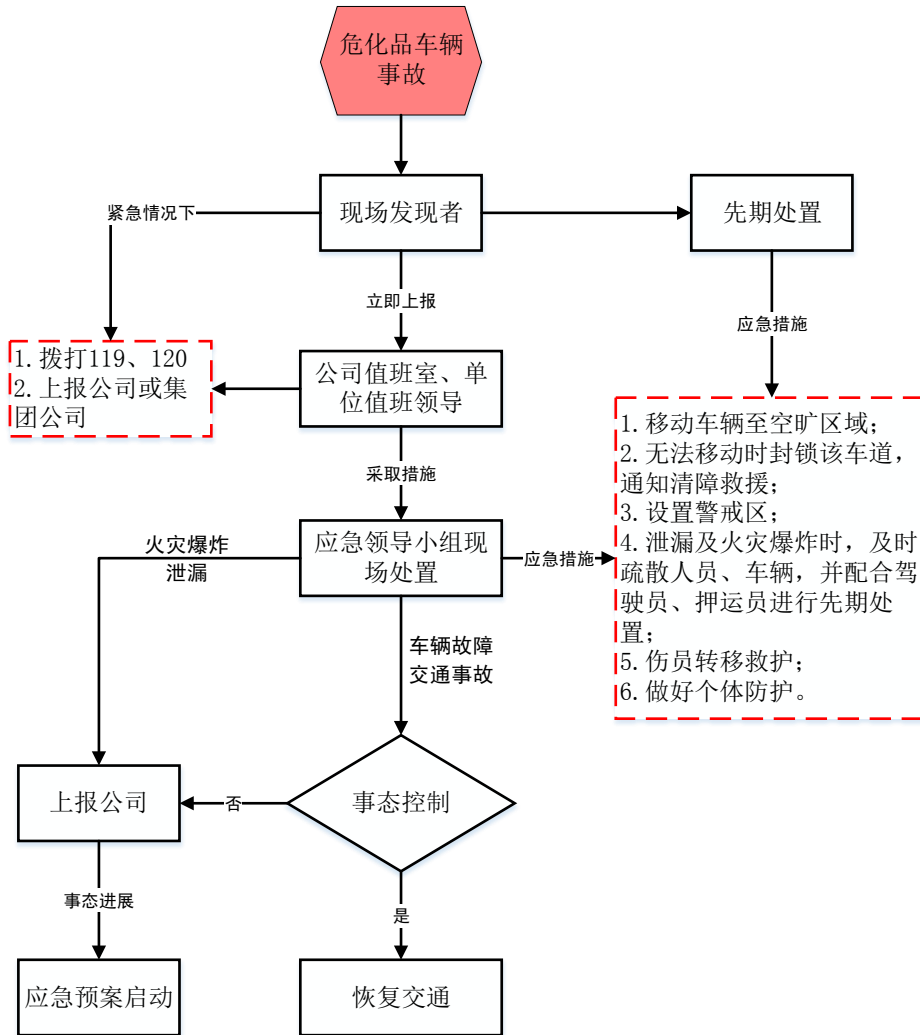 危化品车辆
事故
紧急情况下
现场发现者
先期处置
立即上报
应急措施
1.拨打119、120
2.上报公司或集
团公司
公司值班室、单
位值班领导
1.移动车辆至空旷区域；
2.无法移动时封锁该车道，
通知清障救援；
3.设置警戒区；
4.泄漏及火灾爆炸时，及时
疏散人员、车辆，并配合驾
驶员、押运员进行先期处
置；
5.伤员转移救护；
6.做好个体防护。
采取措施
火灾爆炸
泄漏
应急领导小组现
场处置
应急措施
车辆故障
交通事故
上报公司
否
事态控制
事态进展
是
应急预案启动
恢复交通